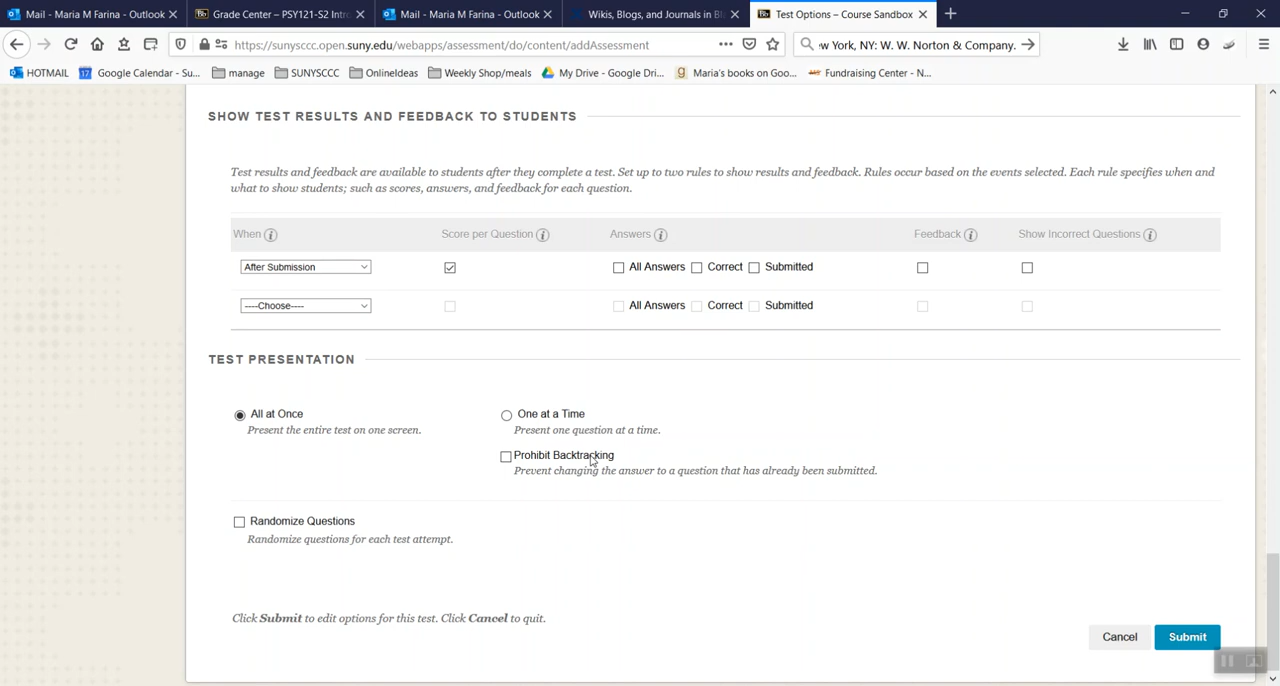 Mail - Maria M Farina - Outlook
Grade Center – PSY121-S2 Intro
Mail - Maria M Farina - Outlook
Wikis, Blogs, and Journals in Bl
Test Options – Course Sandbox
https://sunysccc.open.suny.edu/webapps/assessment/do/content/addAssessment
ew York, NY: W. W. Norton & Company.
HOTMAIL
Google Calendar - Su...
manage
SUNYSCCC
OnlineIdeas
Weekly Shop/meals
My Drive - Google Dri...
Maria's books on Goo...
Fundraising Center - N...
SHOW TEST RESULTS AND FEEDBACK TO STUDENTS
Test results and feedback are available to students after they complete a test. Set up two rules to show results and feedback. Rules occur based on the events selected. Each rule specifies when and
what to show students; such as scores, answers, and feedback for each question.
When Score per Question Answers Feedback Show Incorrect Questions
After Submission All Answers Correct Submitted
----Choose---- All Answers Correct Submitted
TEST PRESENTATION
All at Once One at a Time
Present the entire test on one screen. Present one question at a time.
Prohibit Backtracking
Prevent changing the answer to a question that has already been submitted.
Randomize Questions
Randomize questions for each test attempt.
Click Submit to edit options for this test. Click Cancel to quit.
Cancel Submit